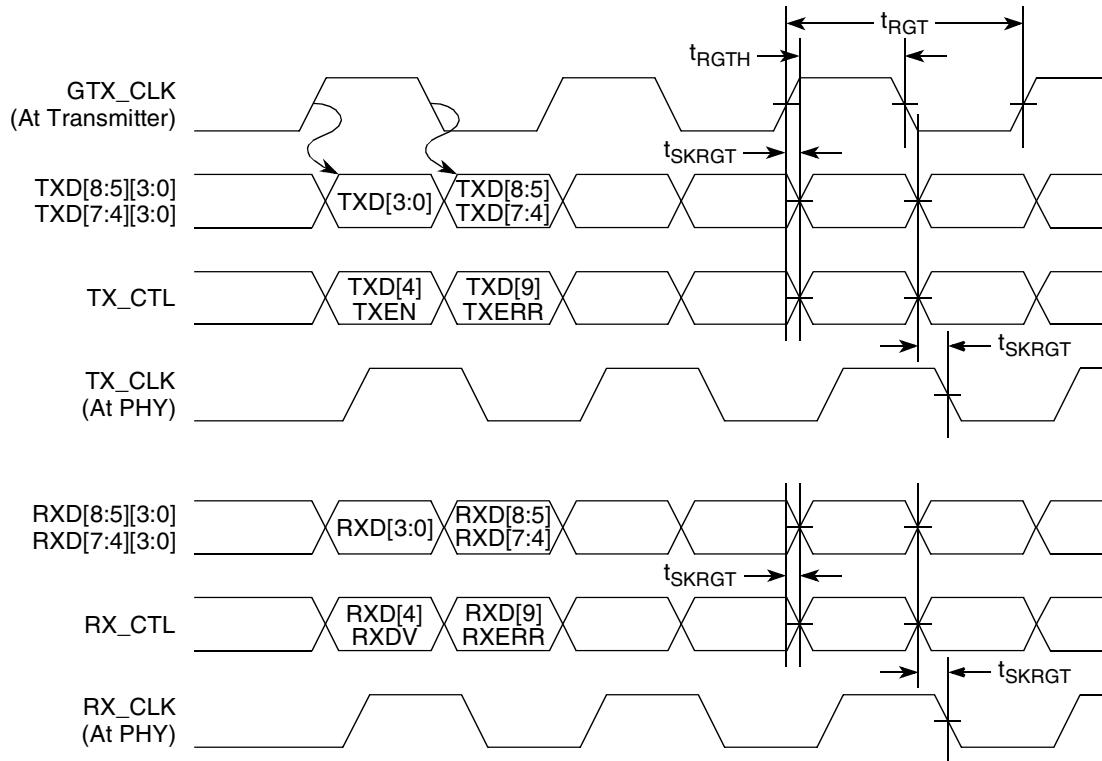 tRGT
tRGTH
GTX_CLK
(At Transmitter)
tSKRGT
TXD[8:5][3:0]
TXD[7:4][3:0]
TXD[3:0]
TXD[8:5]
TXD[7:4]
TX_CTL
TXD[4]
TXEN
TXD[9]
TXERR
tSKRGT
TX_CLK
(At PHY)
RXD[8:5][3:0]
RXD[7:4][3:0]
RXD[3:0]
RXD[8:5]
RXD[7:4]
tSKRGT
RX_CTL
RXD[4]
RXDV
RXD[9]
RXERR
tSKRGT
RX_CLK
(At PHY)